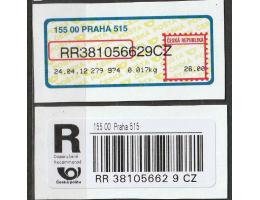 155 00 PRAHA 515
ČESKÁ REPUBLIKA
RR381056629CZ
24.04.12 279 974 0.017kg 26.00
R
155 00 Praha 515
Doporučeně
Recommandé
Česká pošta
RR 38105662 9 CZ